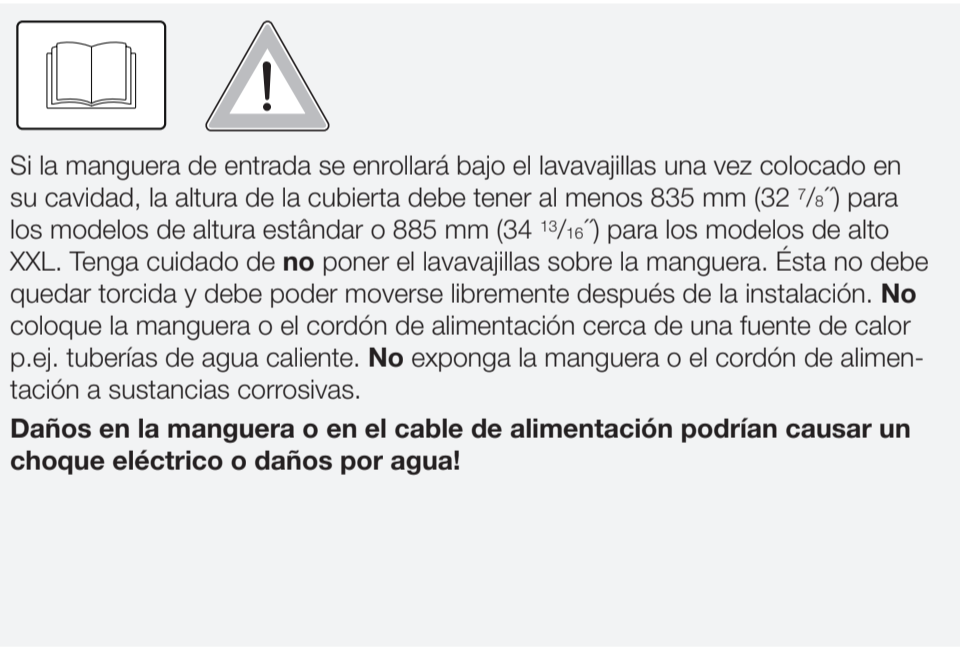 Si la manguera de entrada se enrollará bajo el lavavajillas una vez colocado en
su cavidad, la altura de la cubierta debe tener al menos 835 mm (32 7/8˝) para
los modelos de altura estândar o 885 mm (34 13/16˝) para los modelos de alto
XXL. Tenga cuidado de no poner el lavavajillas sobre la manguera. Ésta no debe
quedar torcida y debe poder moverse libremente después de la instalación. No
coloque la manguera o el cordón de alimentación cerca de una fuente de calor
p.ej. tuberías de agua caliente. No exponga la manguera o el cordón de alimen-
tación a sustancias corrosivas.
Daños en la manguera o en el cable de alimentación podrían causar un
choque eléctrico o daños por agua!